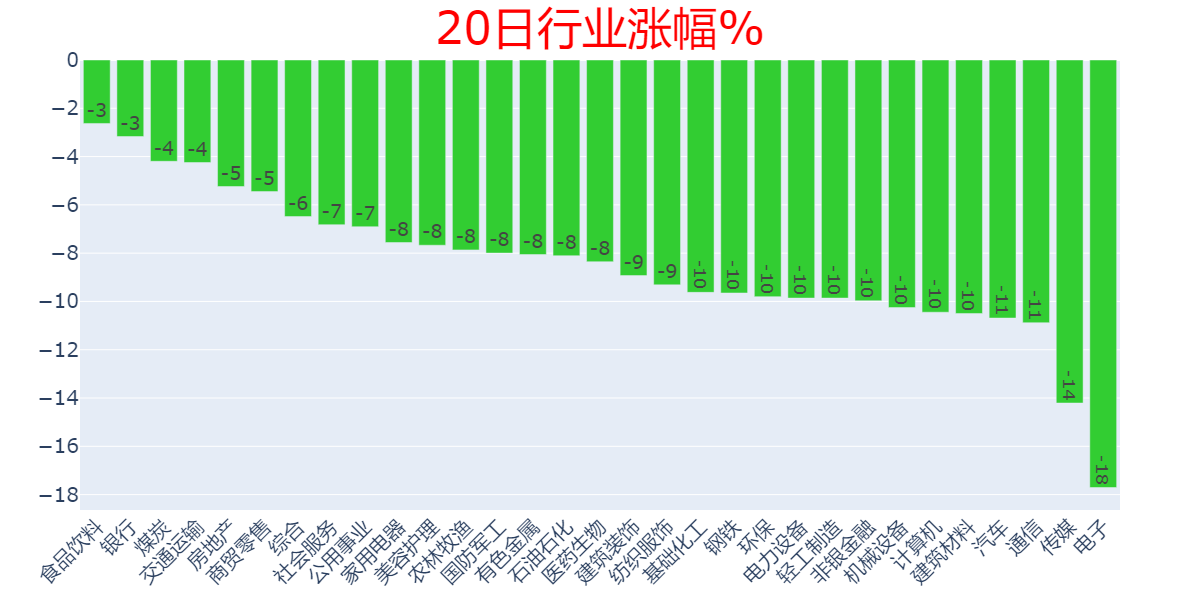 20日行业涨幅%
0
−2
−4
−6
−8
−10
−12
−14
−16
−18
-3
-3
-4
-4
-5
-5
-6
-7
-7
-8
-8
-8
-8
-8
-8
-8
-9
-9
-10
-10
-10
-10
-10
-10
-10
-10
-10
-11
-11
-14
-18
食品饮料
银行
煤炭
交通运输
房地产
商贸零售
综合
社会服务
公用事业
家用电器
美容护理
农林牧渔
国防军工
有色金属
石油石化
医药生物
建筑装饰
纺织服饰
基础化工
钢铁
环保
电力设备
轻工制造
非银金融
机械设备
计算机
建筑材料
汽车
通信
传媒
电子